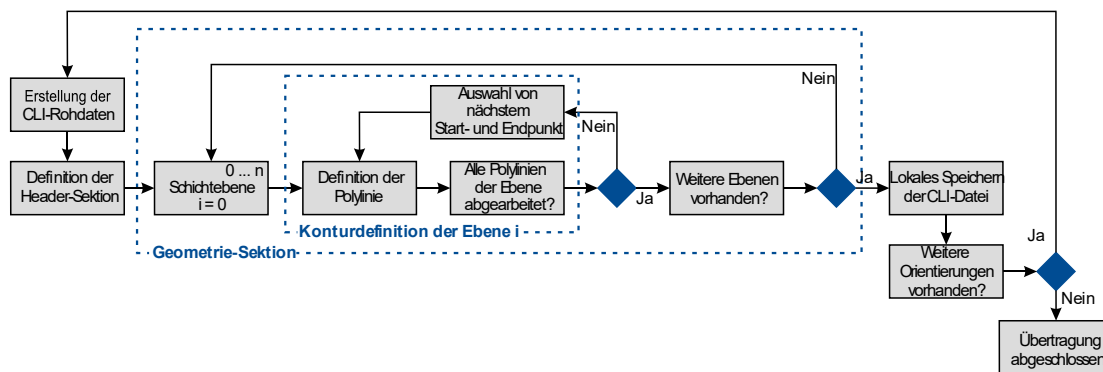 Erstellung der
CLI-Rohdaten
Definition der
Header-Sektion
0 ... n
Schichtebene
i = 0
Auswahl von
nächstem
Start- und Endpunkt
Definition der
Polylinie
Alle Polylinien
der Ebene
abgearbeitet?
Nein
Ja
Konturdefinition der Ebene i
Geometrie-Sektion
Weitere Ebenen
vorhanden?
Nein
Ja
Lokales Speichern
der CLI-Datei
Weitere
Orientierungen
vorhanden?
Ja
Nein
Übertragung
abgeschlossen